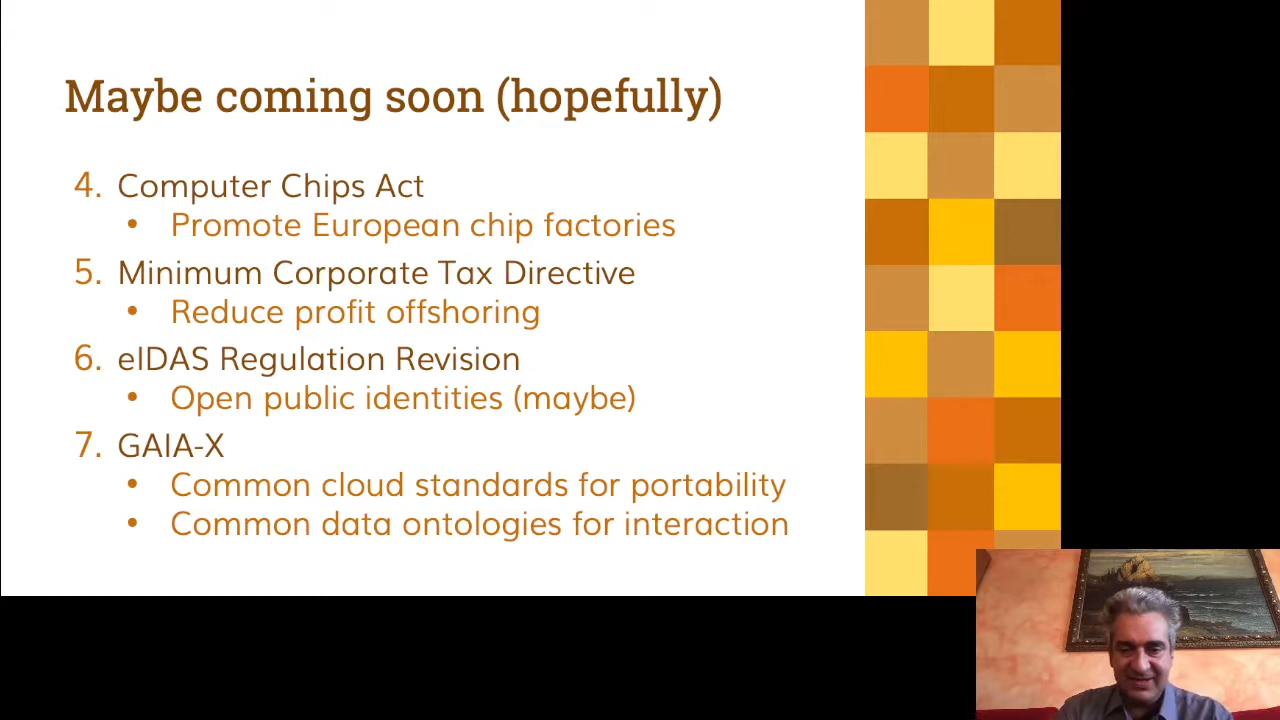 Maybe coming soon (hopefully)
4. Computer Chips Act
• Promote European chip factories
5. Minimum Corporate Tax Directive
• Reduce profit offshoring
6. eIDAS Regulation Revision
• Open public identities (maybe)
7. GAIA-X
• Common cloud standards for portability
• Common data ontologies for interaction